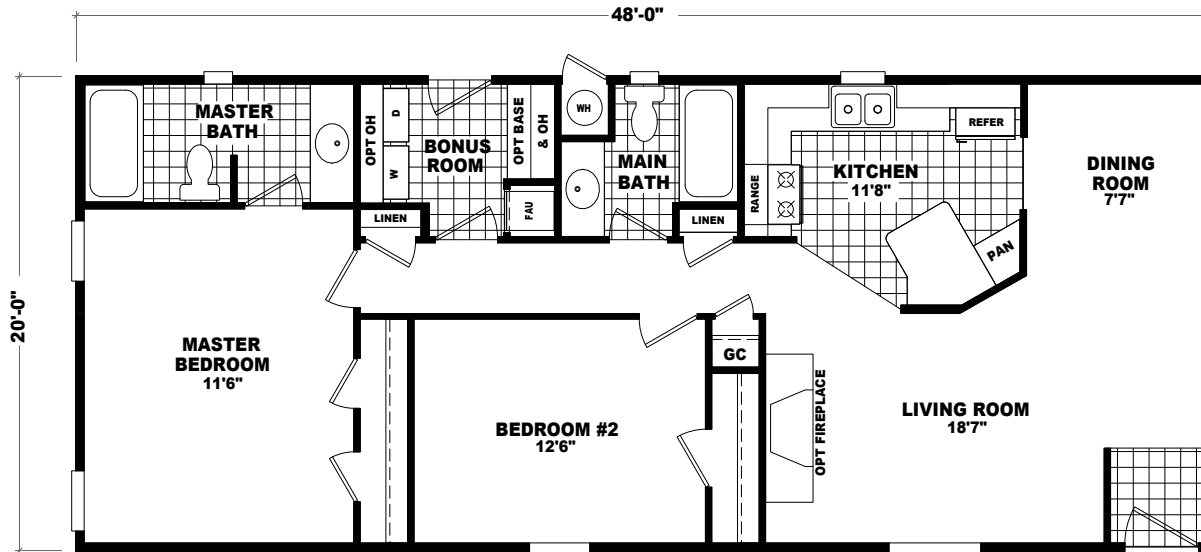 48'-0"
20'-0"
MASTER
BATH
OPT OH
D
W
BONUS
ROOM
OPT BASE
& OH
FAU
WH
MAIN
BATH
LINEN
LINEN
RANGE
KITCHEN
11'8"
REFER
PAN
DINING
ROOM
7'7"
MASTER
BEDROOM
11'6"
BEDROOM #2
12'6"
GC
OPT FIREPLACE
LIVING ROOM
18'7"